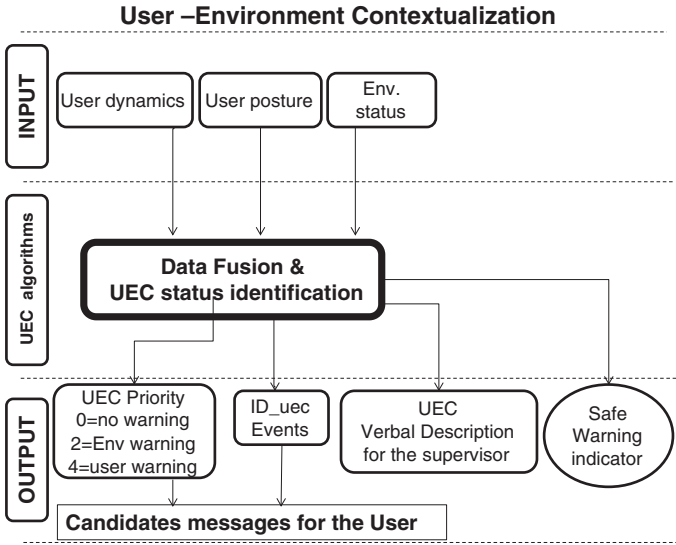 User –Environment Contextualization
INPUT
User dynamics
User posture
Env.
status
UEC algorithms
Data Fusion &
UEC status identification
OUTPUT
UEC Priority
0=no warning
2=Env warning
4=user warning
ID_uec
Events
UEC
Verbal Description
for the supervisor
Safe
Warning
indicator
Candidates messages for the User